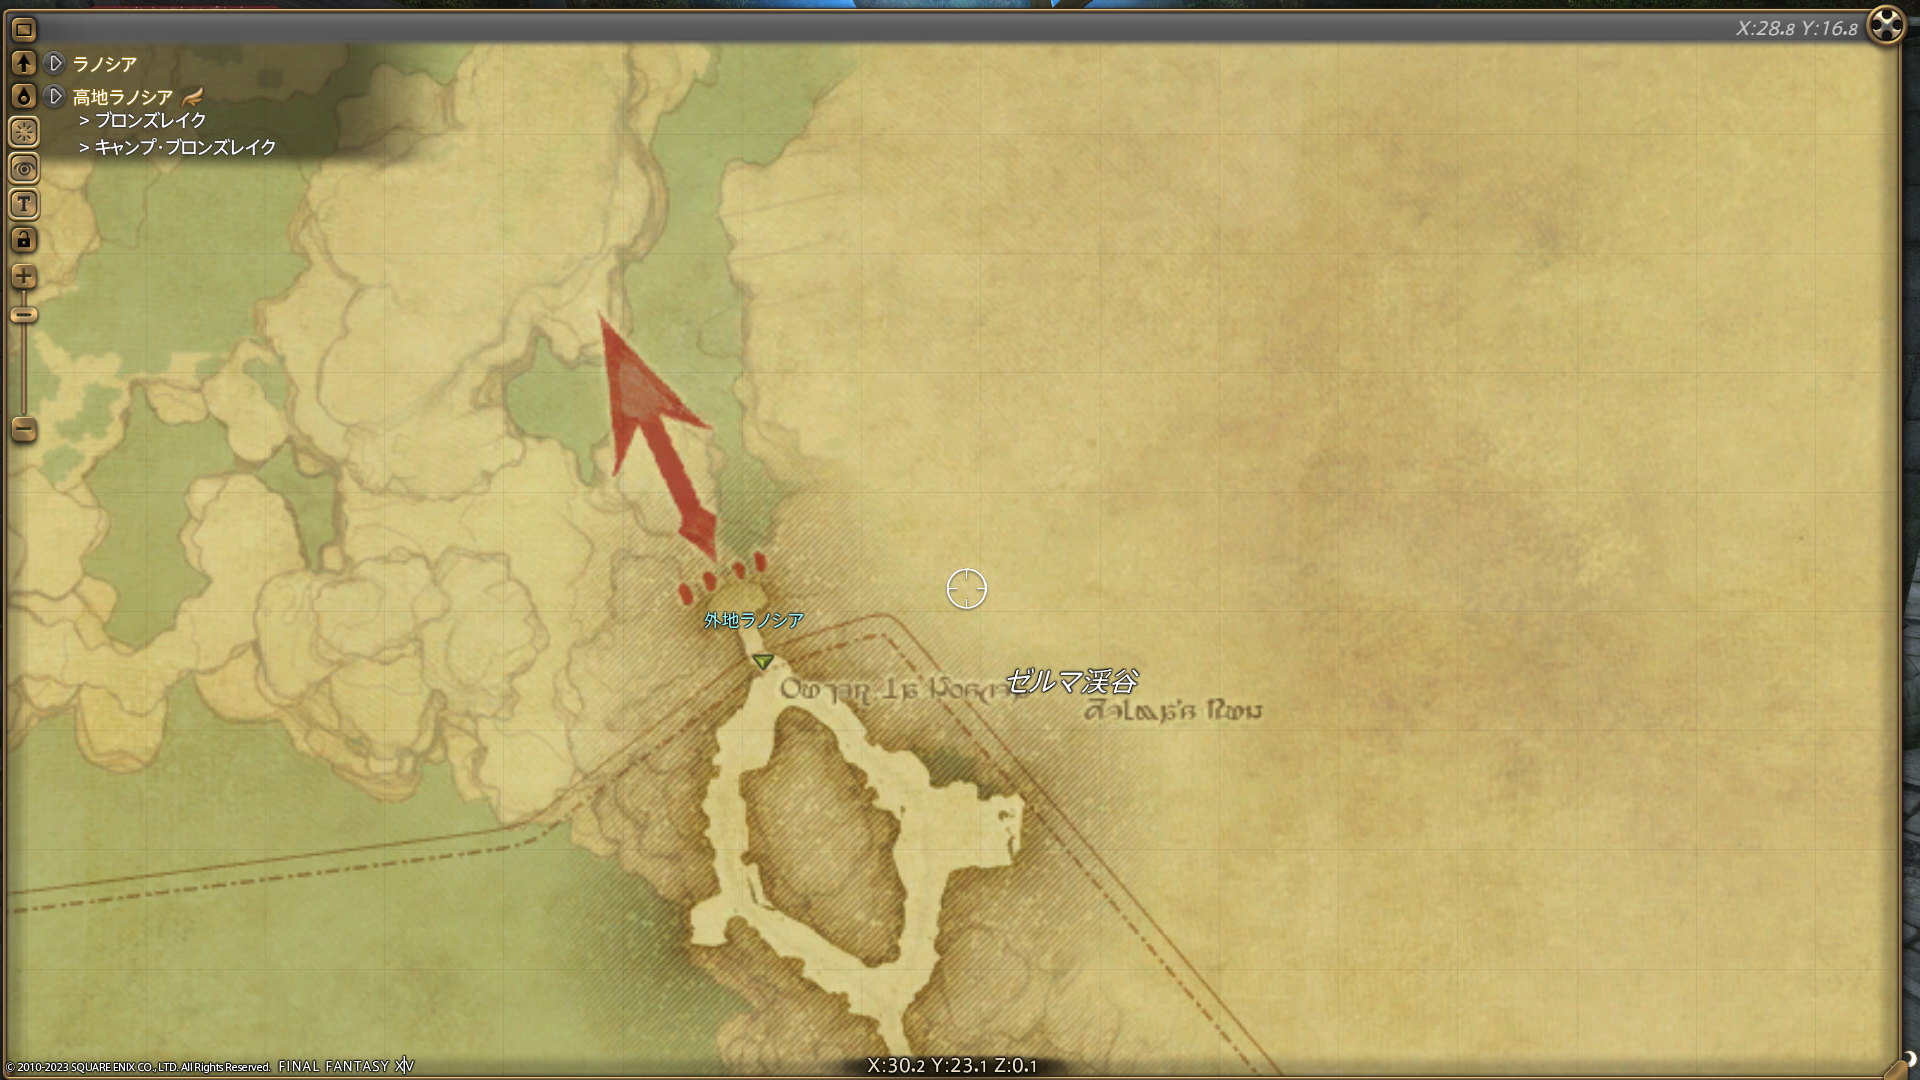 X:28.8 Y:16.8
ラノシア
高地ラノシア
> ブロンズレイク
> キャンプ・ブロンズレイク
T
外地ラノシア
ゼルマ渓谷
X:30.2 Y:23.1 Z:0.1
© 2010-2023 SQUARE ENIX CO., LTD. All Rights Reserved. FINAL FANTASY XIV